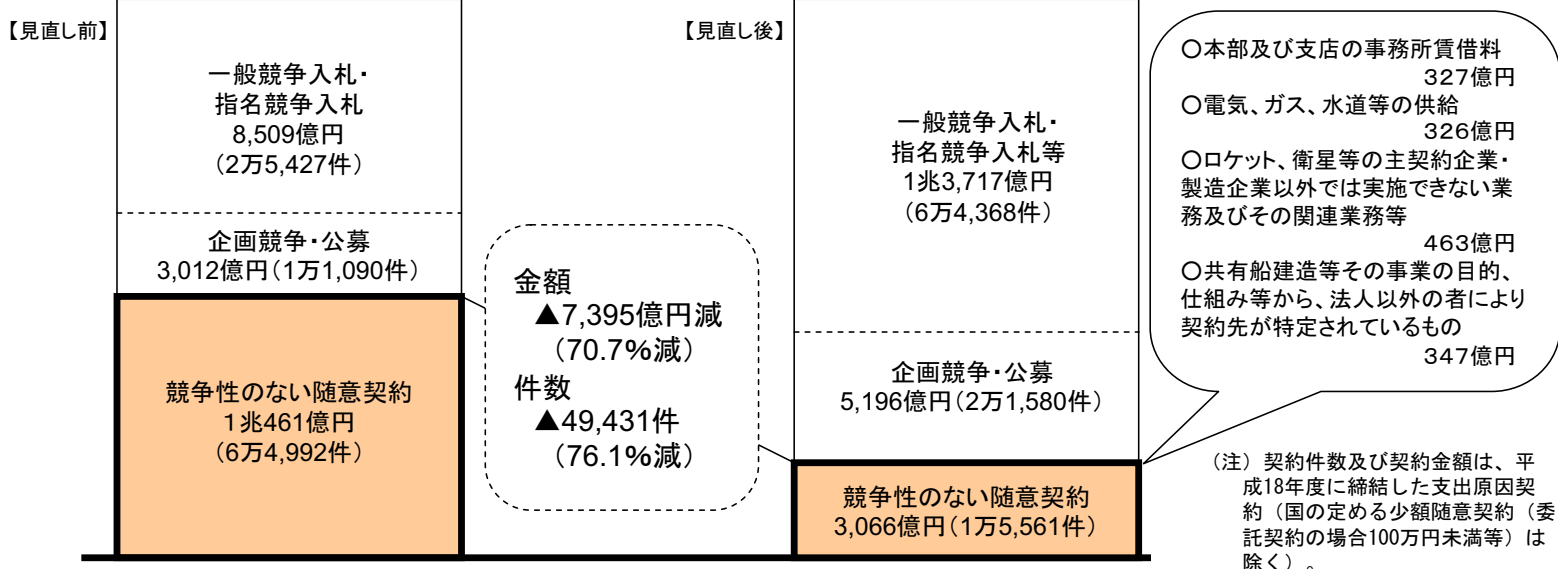 【見直し前】
一般競争入札・
指名競争入札
8,509億円
（2万5,427件）
企画競争・公募
3,012億円（1万1,090件）
競争性のない随意契約
1兆461億円
（6万4,992件）
金額
▲7,395億円減
（70.7%減）
件数
▲49,431件
（76.1%減）
【見直し後】
一般競争入札・
指名競争入札等
1兆3,717億円
（6万4,368件）
企画競争・公募
5,196億円（2万1,580件）
競争性のない随意契約
3,066億円（1万5,561件）
○本部及び支店の事務所賃借料
327億円
○電気、ガス、水道等の供給
326億円
○ロケット、衛星等の主契約企業・
製造企業以外では実施できない業
務及びその関連業務等
463億円
○共有船建造等その事業の目的、
仕組み等から、法人以外の者により
契約先が特定されているもの
347億円
（注）契約件数及び契約金額は、平
成18年度に締結した支出原因契
約（国の定める少額随意契約（委
託契約の場合100万円未満等）は
除く）。